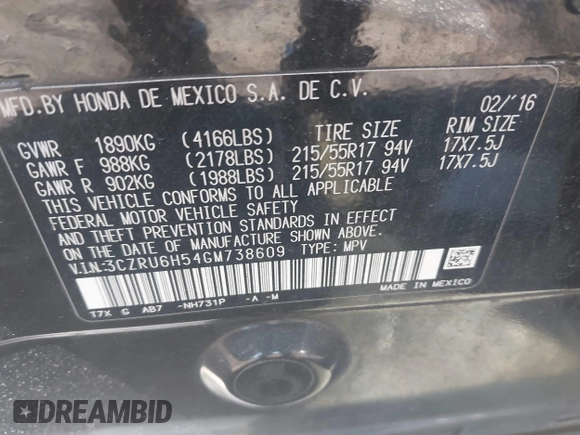 MFD.BY HONDA DE MEXICO S.A. DE C.V.
02/'16
GVWR 1890KG (4166LBS) TIRE SIZE RIM SIZE
GAWR F 988KG (2178LBS) 215/55R17 94V 17X7.5J
GAWR R 902KG (1988LBS) 215/55R17 94V 17X7.5J
THIS VEHICLE CONFORMS TO ALL APPLICABLE
FEDERAL MOTOR VEHICLE SAFETY
AND THEFT PREVENTION STANDARDS IN EFFECT
ON THE DATE OF MANUFACTURE SHOWN ABOVE.
V.I.N:3CZRU6H54GM738609 TYPE: MPV
T7X G AB7 -NH731P -A -M
MADE IN MEXICO
DREAMBID